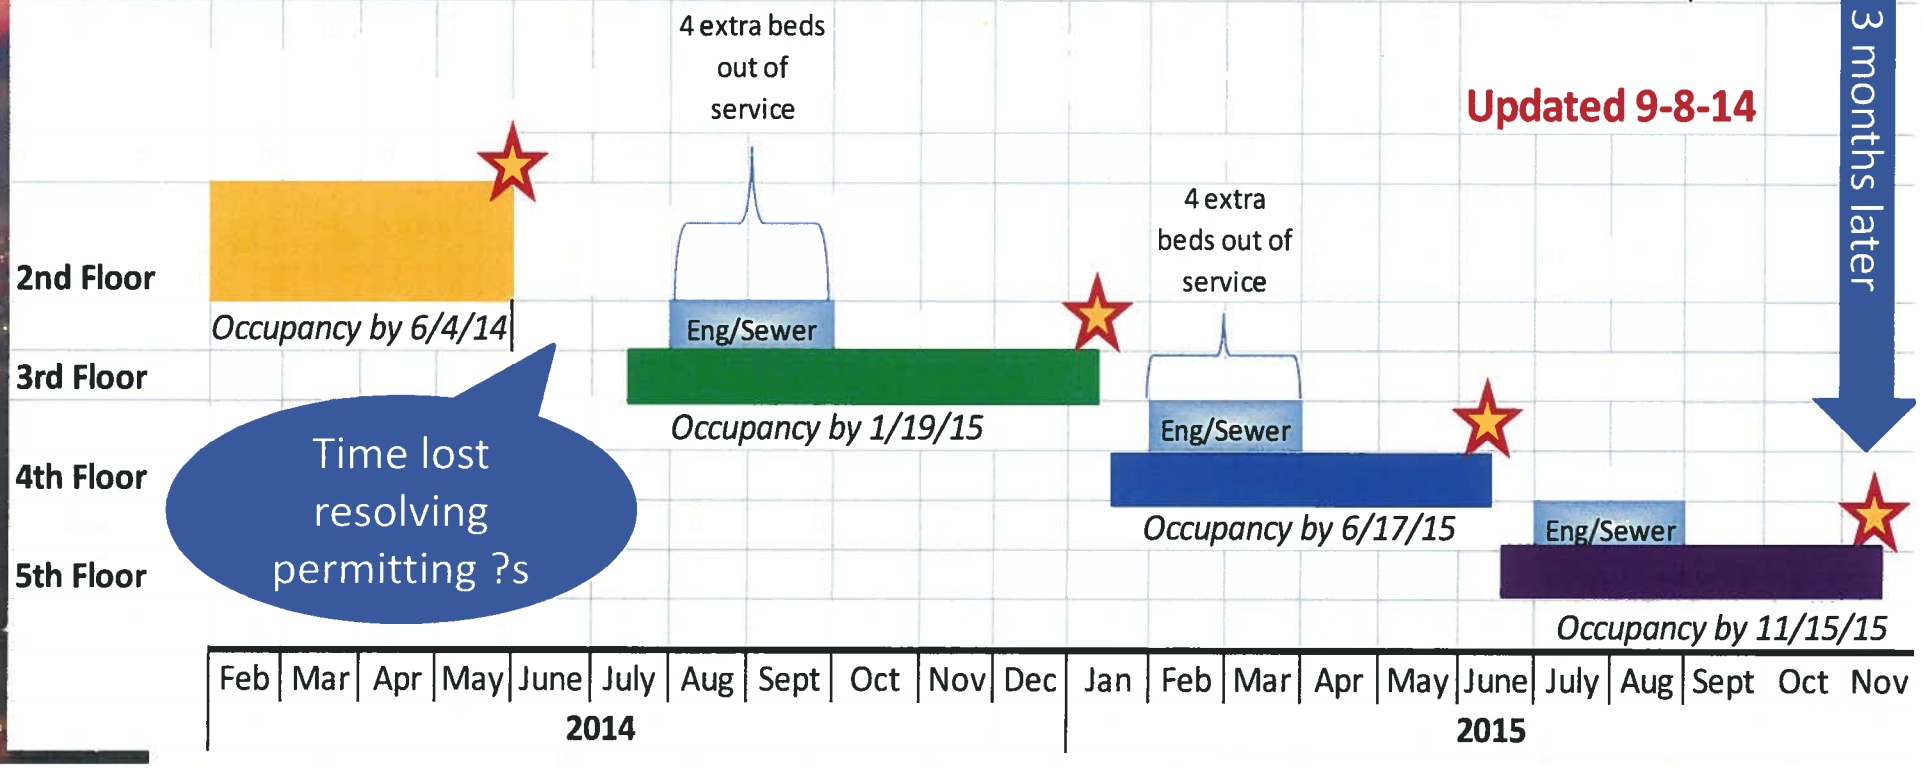 4 extra beds
out of
service
Updated 9-8-14
3 months later
4 extra
beds out of
service
2nd Floor
Occupancy by 6/4/14
Eng/Sewer
3rd Floor
Occupancy by 1/19/15
Eng/Sewer
Time lost
resolving
permitting ?s
4th Floor
Occupancy by 6/17/15
Eng/Sewer
5th Floor
Occupancy by 11/15/15
Feb Mar Apr May June July Aug Sept Oct Nov Dec Jan Feb Mar Apr May June July Aug Sept Oct Nov
2014 2015